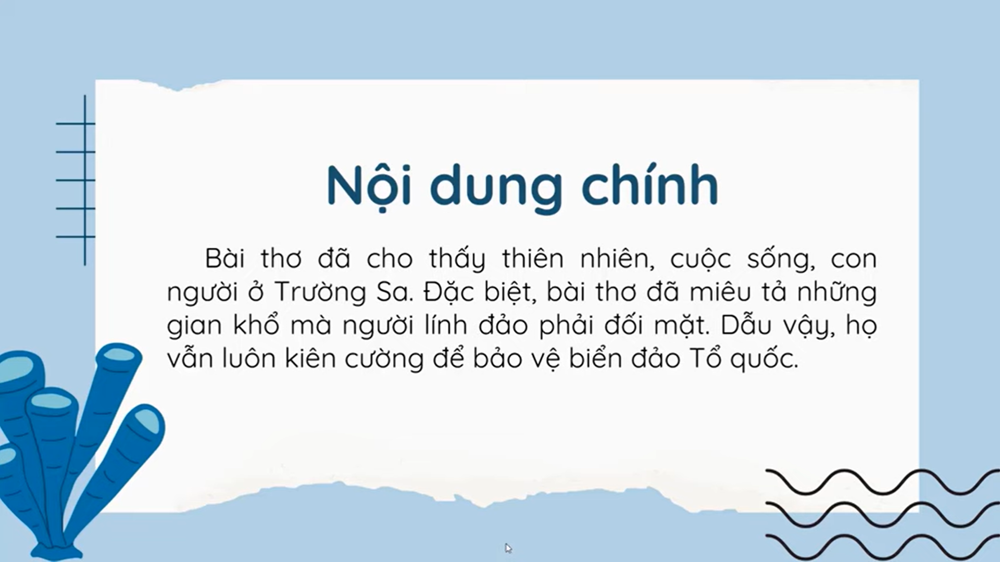 Nội dung chính
Bài thơ đã cho thấy thiên nhiên, cuộc sống, con
người ở Trường Sa. Đặc biệt, bài thơ đã miêu tả những
gian khổ mà người lính đảo phải đối mặt. Dẫu vậy, họ
vẫn luôn kiên cường để bảo vệ biển đảo Tổ quốc.